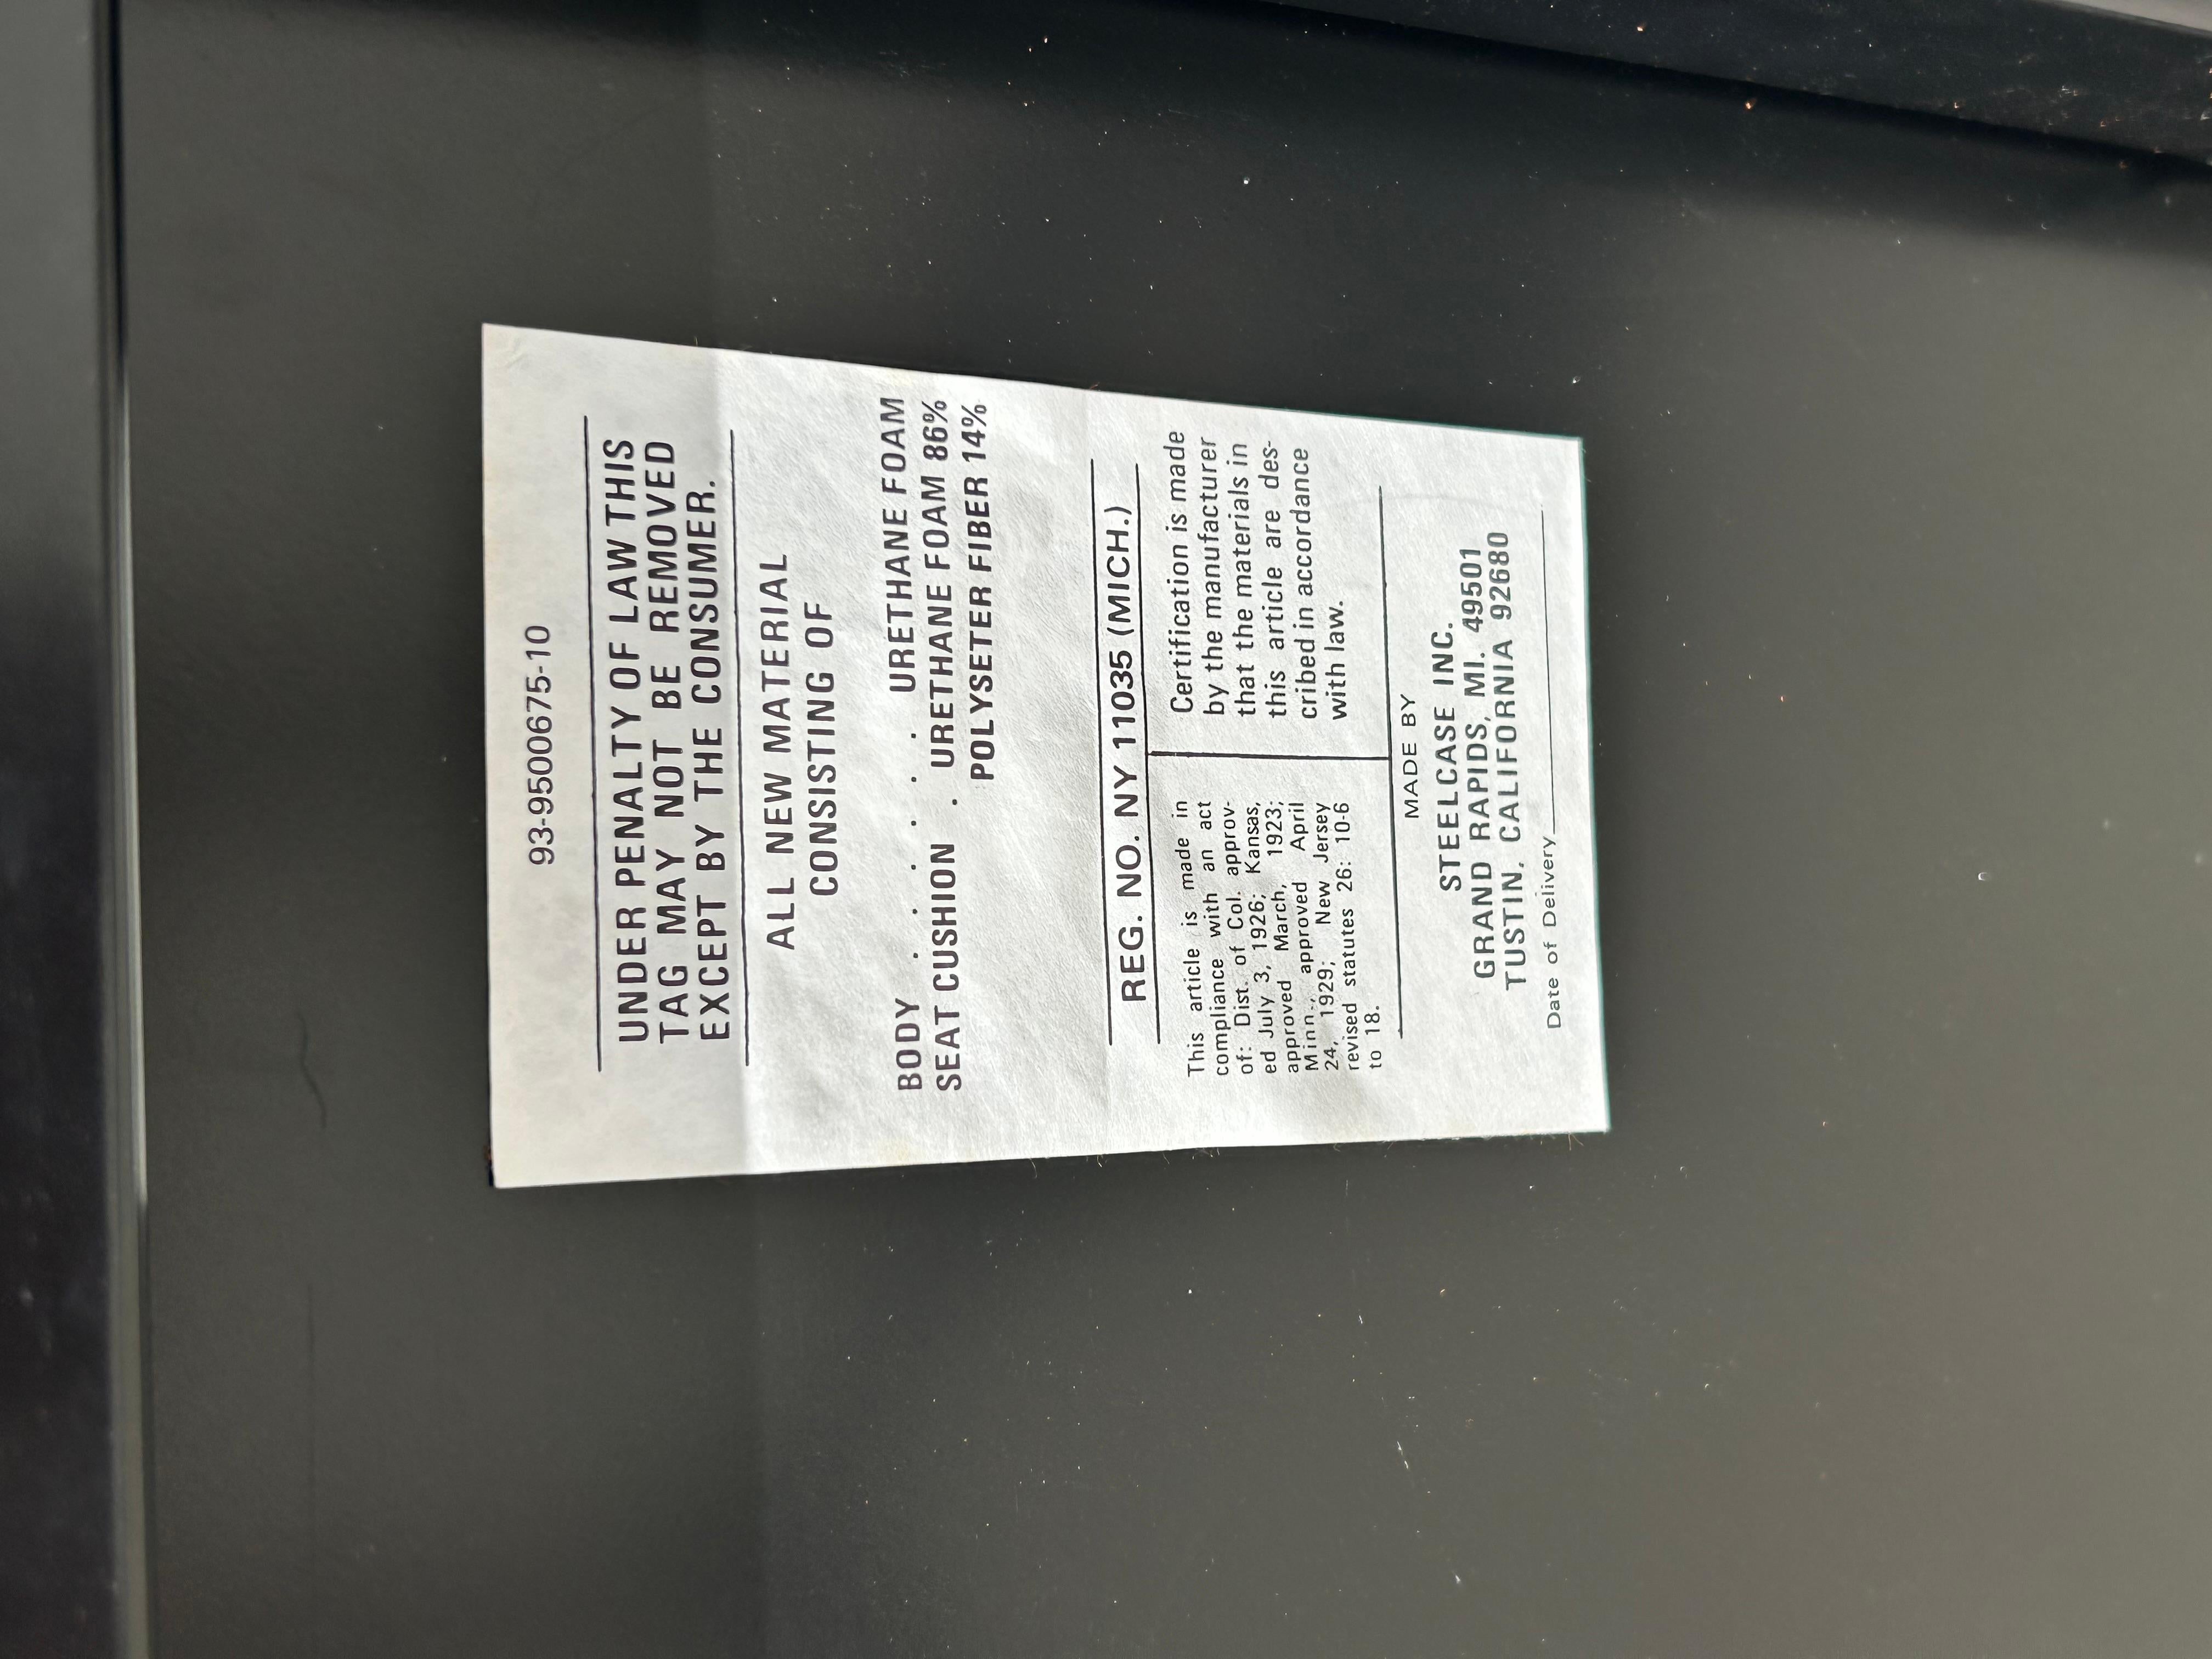 93-9500675-10
UNDER PENALTY OF LAW THIS
TAG MAY NOT BE REMOVED
EXCEPT BY THE CONSUMER.
ALL NEW MATERIAL
CONSISTING OF
BODY . . . . . . URETHANE FOAM
SEAT CUSHION . URETHANE FOAM 86%
POLYSETER FIBER 14%
REG. NO. NY 11035 (MICH.)
This article is made in
compliance with an act
of: Dist. of Col. approv-
ed July 3, 1926; Kansas,
approved March, 1923;
Minn., approved April
24, 1929; New Jersey
revised statutes 26: 10-6
to 18.
Certification is made
by the manufacturer
that the materials in
this article are des-
cribed in accordance
with law.
MADE BY
STEELCASE INC.
GRAND RAPIDS, MI. 49501
TUSTIN, CALIFORNIA 92680
Date of Delivery